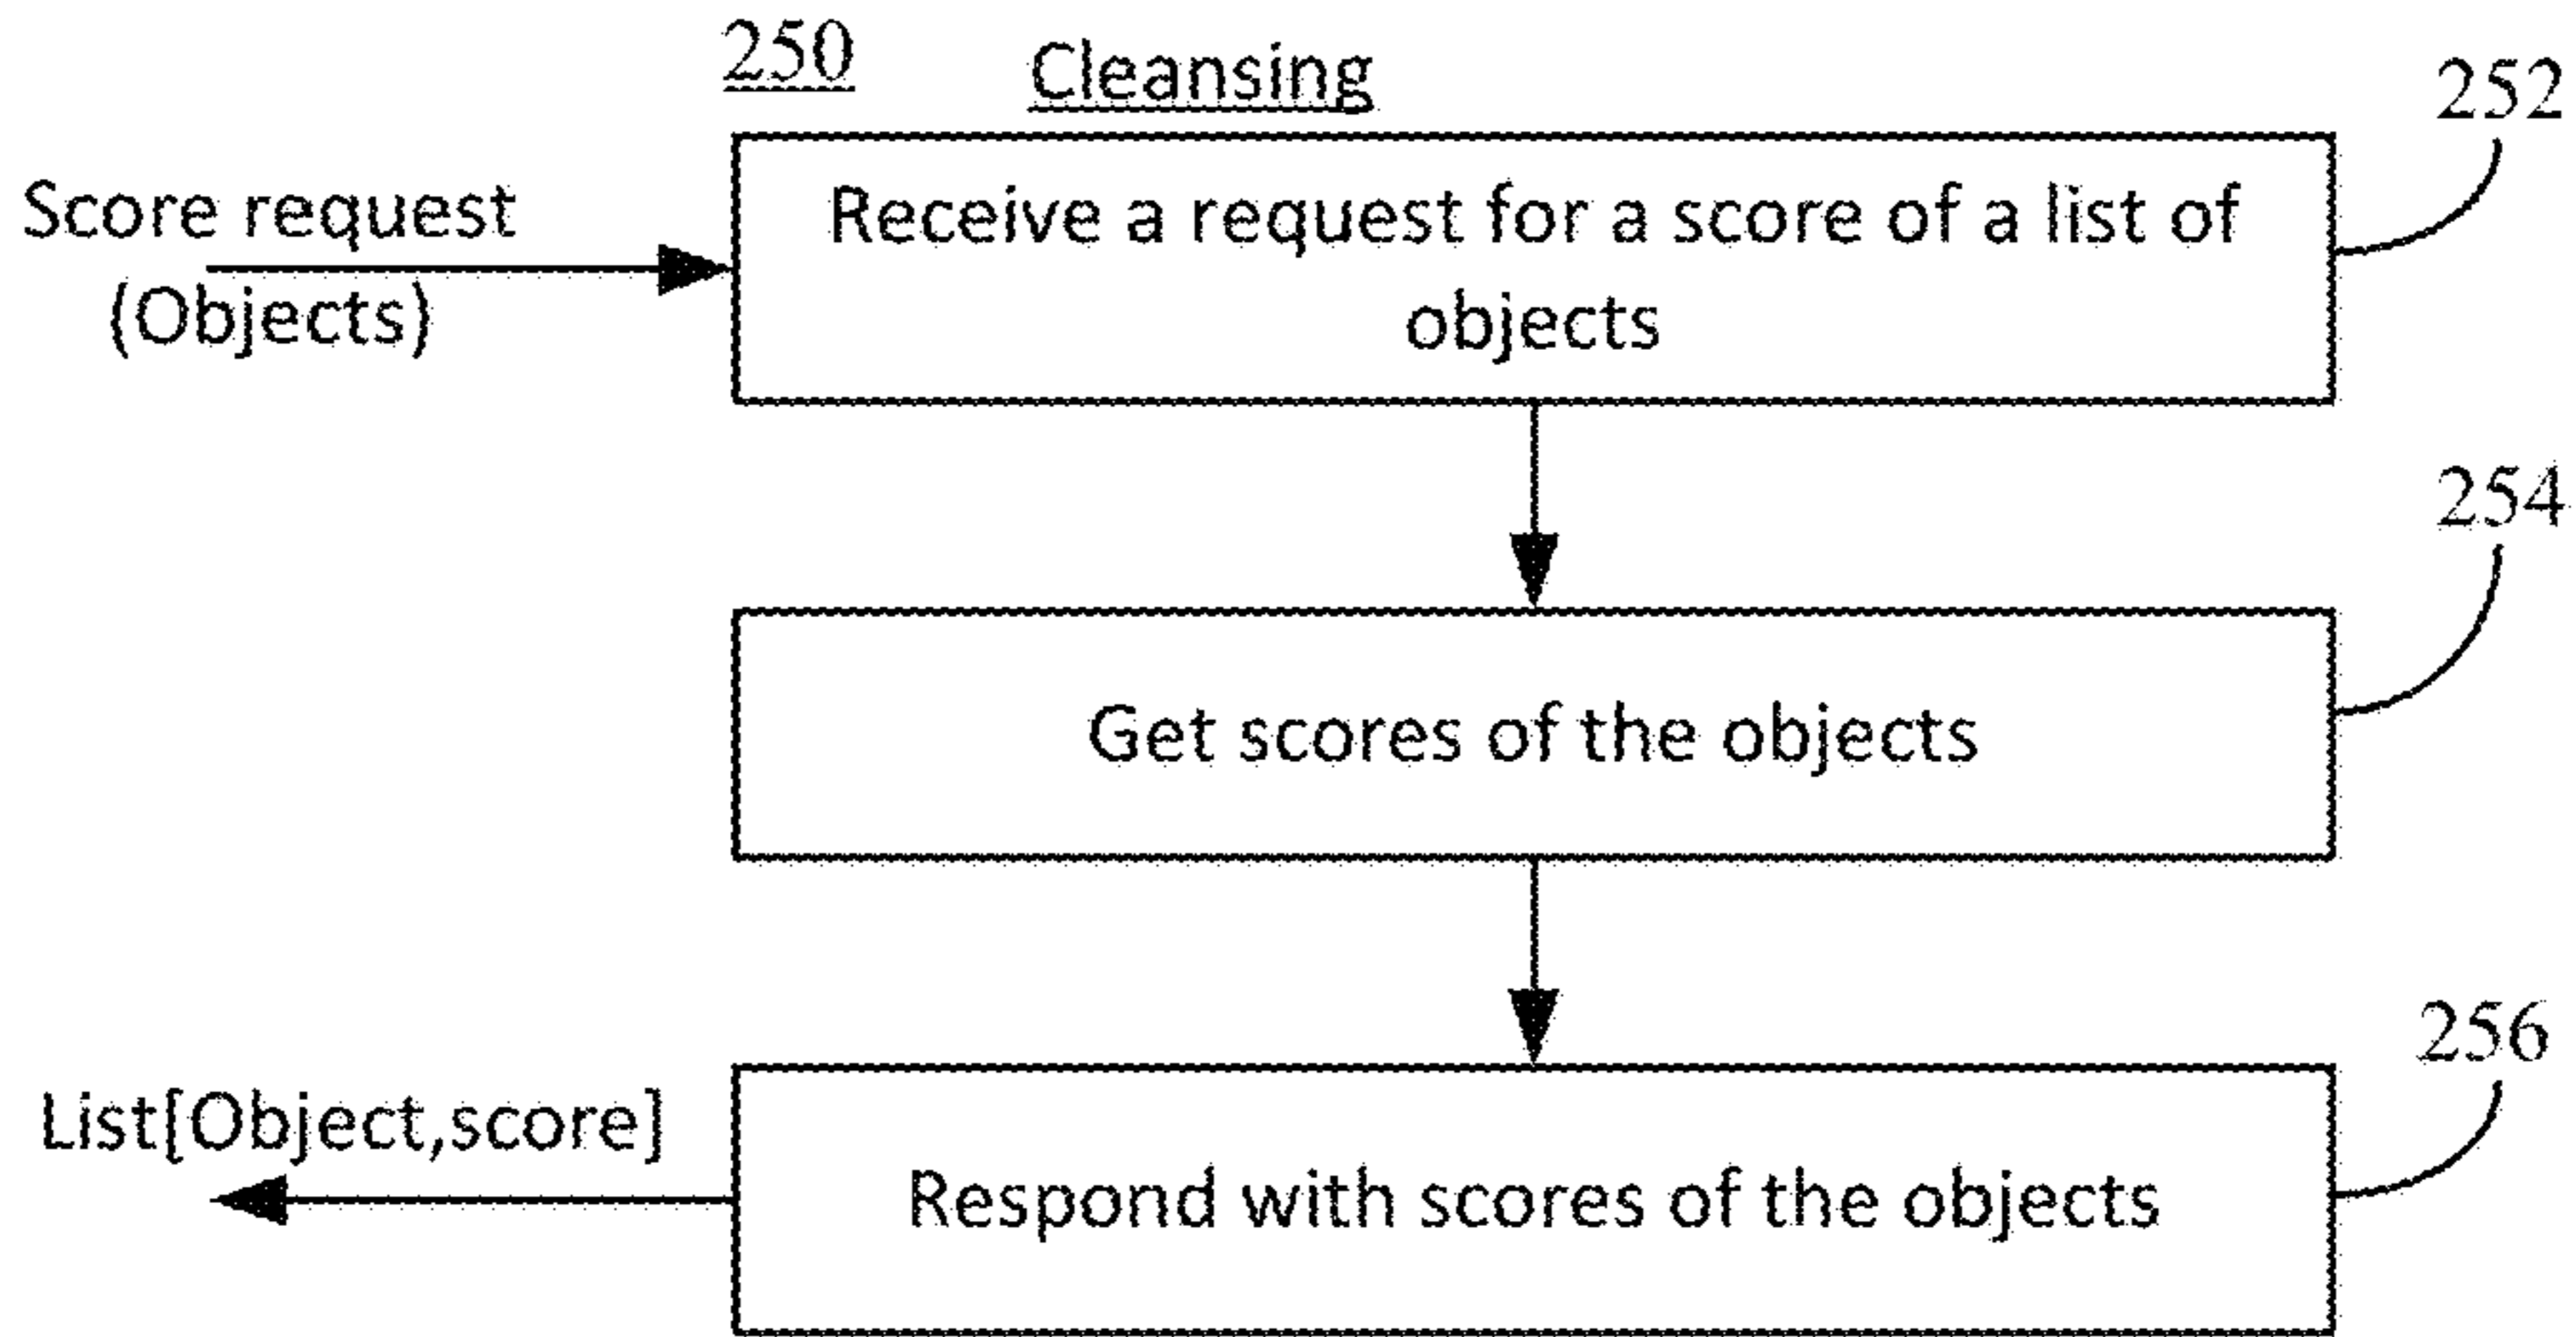 250
Cleansing
252
Score request
(Objects)
Receive a request for a score of a list of
objects
254
Get scores of the objects
256
List[Object,score]
Respond with scores of the objects